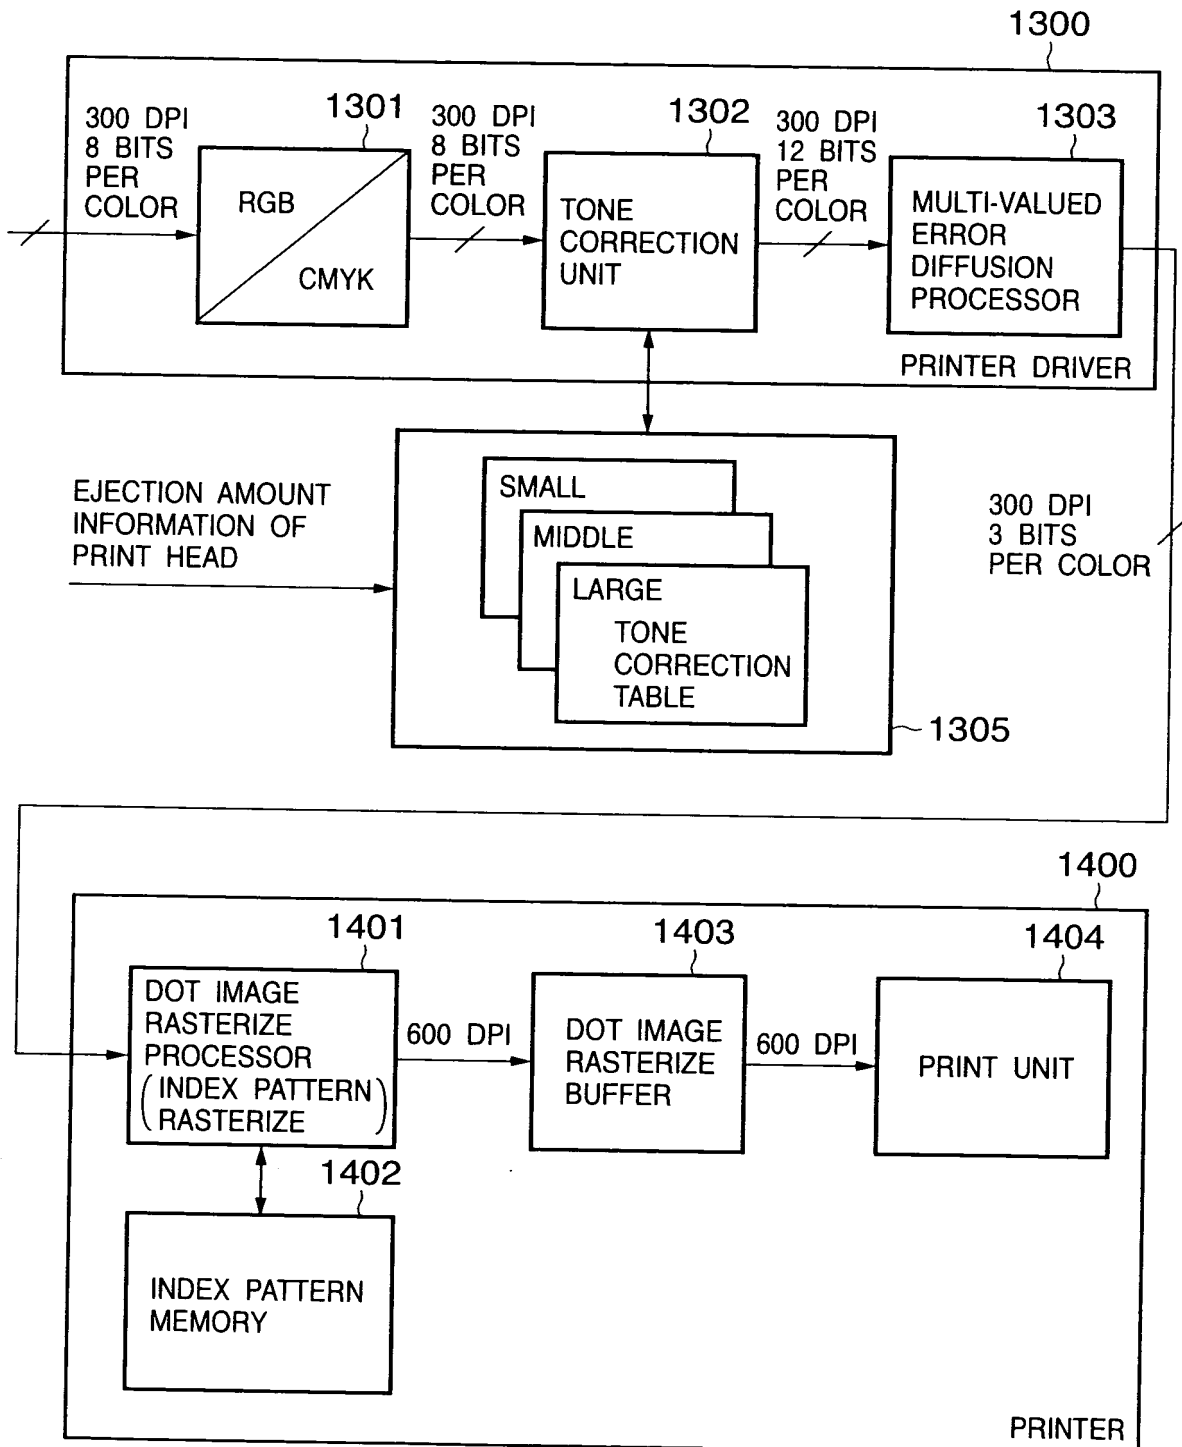 1300
300 DPI
8 BITS
PER
COLOR
1301
RGB
CMYK
300 DPI
8 BITS
PER
COLOR
1302
TONE
CORRECTION
UNIT
300 DPI
12 BITS
PER
COLOR
1303
MULTI-VALUED
ERROR
DIFFUSION
PROCESSOR
PRINTER DRIVER
EJECTION AMOUNT
INFORMATION OF
PRINT HEAD
SMALL
MIDDLE
LARGE
TONE
CORRECTION
TABLE
1305
300 DPI
3 BITS
PER COLOR
1400
1401
DOT IMAGE
RASTERIZE
PROCESSOR
(INDEX PATTERN
RASTERIZE)
600 DPI
1403
DOT IMAGE
RASTERIZE
BUFFER
600 DPI
1404
PRINT UNIT
1402
INDEX PATTERN
MEMORY
PRINTER